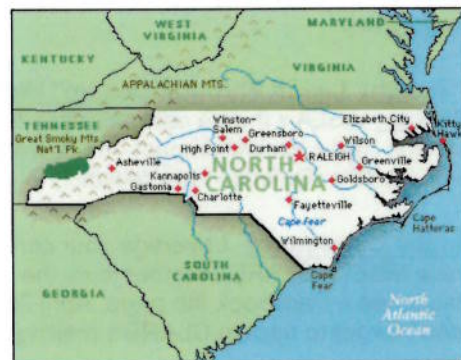 WEST
VIRGINIA
MARYLAND
KENTUCKY
VIRGINIA
APPALACHIAN MTS.
TENNESSEE
Great Smoky Mts
Nat'l. Pk.
Winston-
Salem
Greensboro
Elizabeth City
Kitty
Hawk
High Point
Durham
Wilson
RALEIGH
Asheville
NORTH
CAROLINA
Greenville
Kannapolis
Goldsboro
Gastonia
Charlotte
Fayetteville
Cape Fear
Cape
Hatteras
Wilmington
SOUTH
CAROLINA
Cape
Fear
GEORGIA
North
Atlantic
Ocean